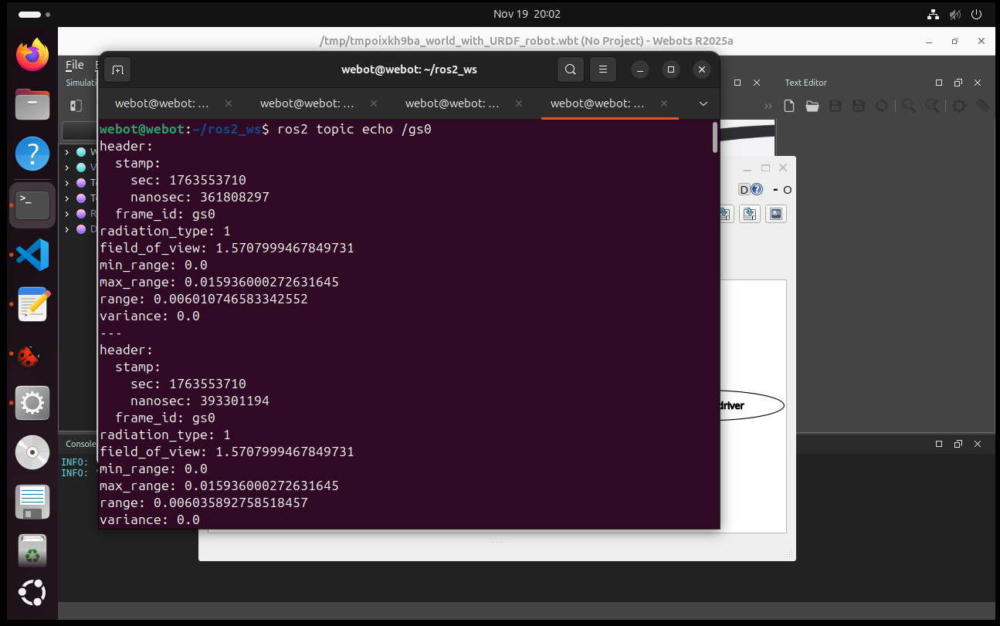 Nov 19 20:02
/tmp/tmpoixkh9ba_world_with_URDF_robot.wbt (No Project) - Webots R2025a
File
Simulati
Text Editor
webot@webot: ~/ros2_ws
webot@webot: ...
webot@webot: ...
webot@webot: ...
webot@webot: ...
webot@webot:~/ros2_ws$ ros2 topic echo /gs0
header:
stamp:
sec: 1763553710
nanosec: 361808297
frame_id: gs0
radiation_type: 1
field_of_view: 1.5707999467849731
min_range: 0.0
max_range: 0.015936000272631645
range: 0.006010746583342552
variance: 0.0
---
header:
stamp:
sec: 1763553710
nanosec: 393301194
frame_id: gs0
radiation_type: 1
field_of_view: 1.5707999467849731
min_range: 0.0
max_range: 0.015936000272631645
range: 0.006035892758518457
variance: 0.0
W
V
Te
Te
R
D
D
- O
driver
Console
INFO:
INFO: